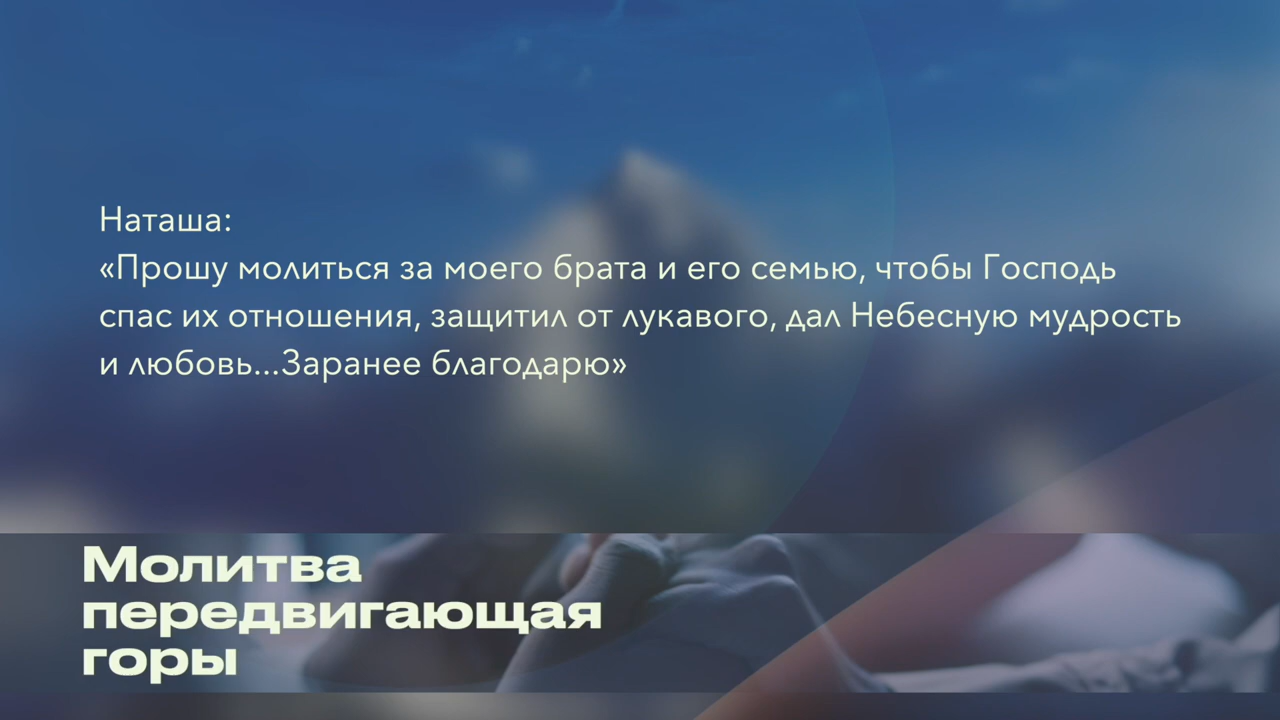 Наташа:
«Прошу молиться за моего брата и его семью, чтобы Господь
спас их отношения, защитил от лукавого, дал Небесную мудрость
и любовь...Заранее благодарю»
Молитва
передвигающая
горы